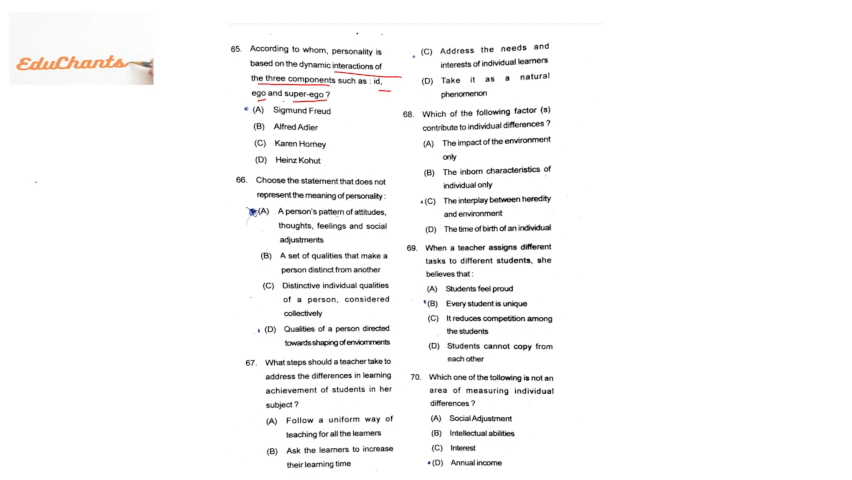 EduChants
65. According to whom, personality is
based on the dynamic interactions of
the three components such as : id,
ego and super-ego ?
(A) Sigmund Freud
(B) Alfred Adler
(C) Karen Horney
(D) Heinz Kohut
66. Choose the statement that does not
represent the meaning of personality :
(A) A person's pattern of attitudes,
thoughts, feelings and social
adjustments
(B) A set of qualities that make a
person distinct from another
(C) Distinctive individual qualities
of a person, considered
collectively
(D) Qualities of a person directed
towards shaping of enviornments
67. What steps should a teacher take to
address the differences in learning
achievement of students in her
subject ?
(A) Follow a uniform way of
teaching for all the learners
(B) Ask the learners to increase
their learning time
(C) Address the needs and
interests of individual learners
(D) Take it as a natural
phenomenon
68. Which of the following factor (s)
contribute to individual differences ?
(A) The impact of the environment
only
(B) The inborn characteristics of
individual only
(C) The interplay between heredity
and environment
(D) The time of birth of an individual
69. When a teacher assigns different
tasks to different students, she
believes that :
(A) Students feel proud
(B) Every student is unique
(C) It reduces competition among
the students
(D) Students cannot copy from
each other
70. Which one of the following is not an
area of measuring individual
differences ?
(A) Social Adjustment
(B) Intellectual abilities
(C) Interest
(D) Annual income